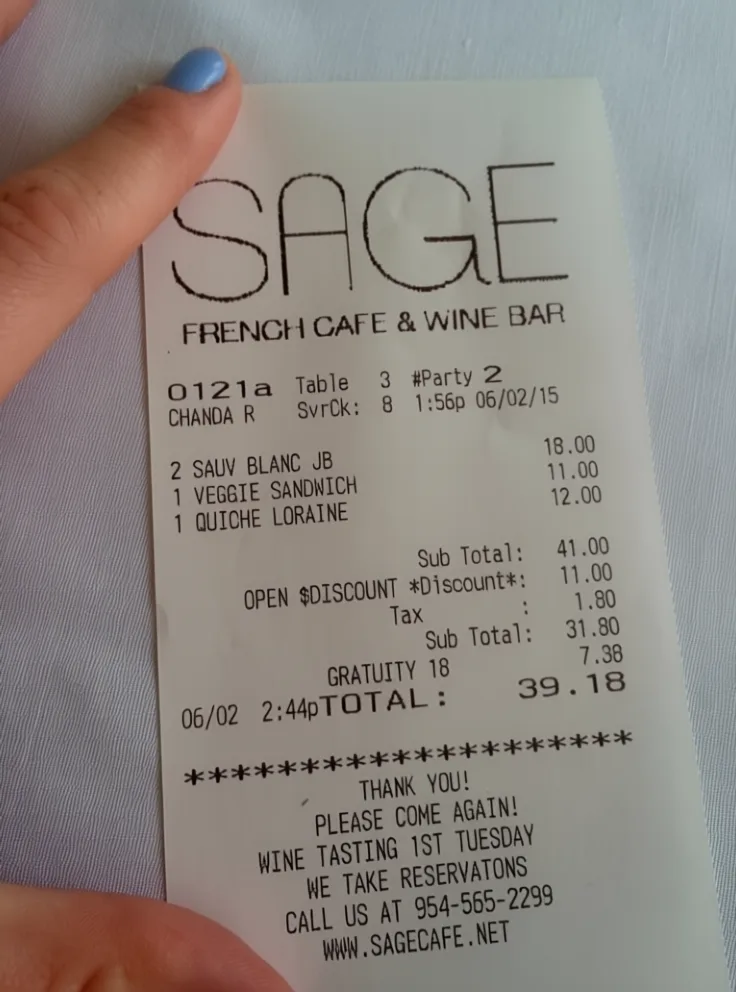 SAGE
FRENCH CAFE & WINE BAR
0121a Table 3 #Party 2
CHANDA R SvrCk: 8 1:56p 06/02/15
2 SAUV BLANC JB 18.00
1 VEGGIE SANDWICH 11.00
1 QUICHE LORAINE 12.00
Sub Total: 41.00
OPEN $DISCOUNT *Discount*: 11.00
Tax : 1.80
Sub Total: 31.80
GRATUITY 18 7.38
06/02 2:44pTOTAL: 39.18
********************
THANK YOU!
PLEASE COME AGAIN!
WINE TASTING 1ST TUESDAY
WE TAKE RESERVATONS
CALL US AT 954-565-2299
WWW.SAGECAFE.NET